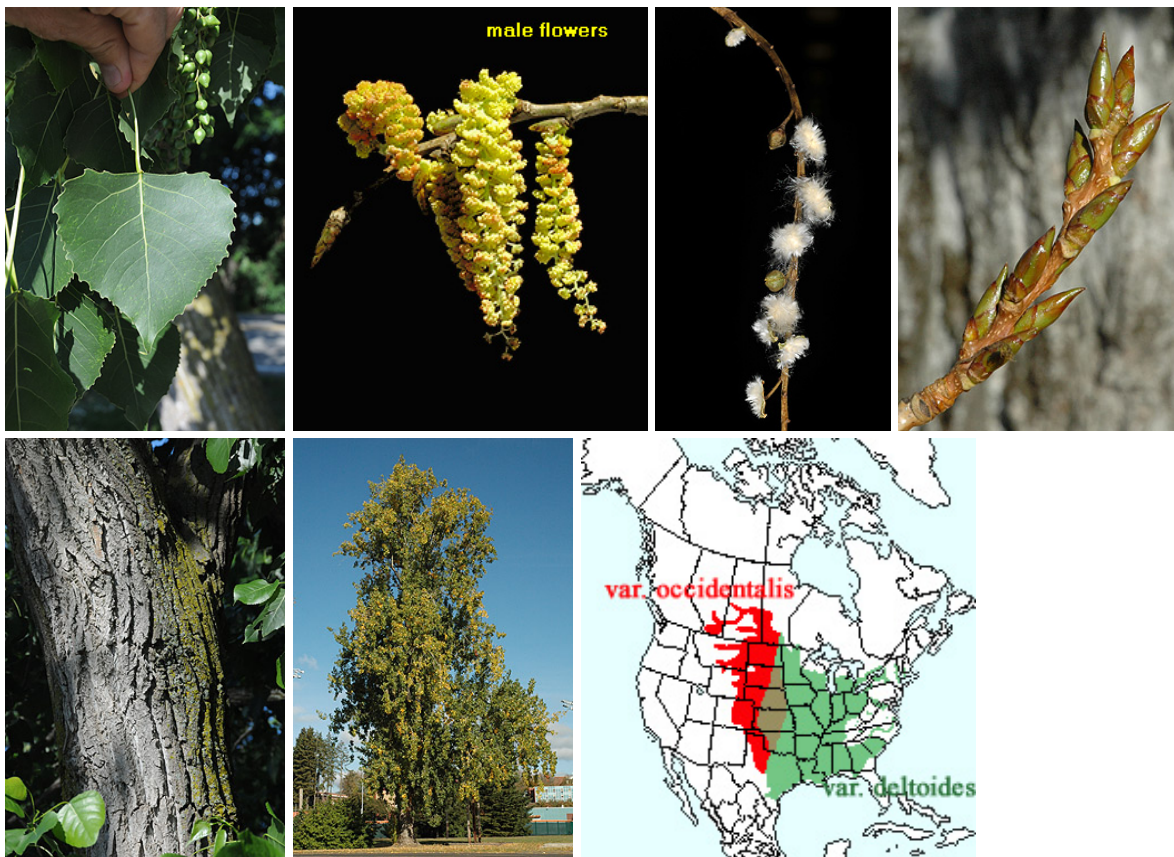 male flowers
var. occidentalis
var. deltoides